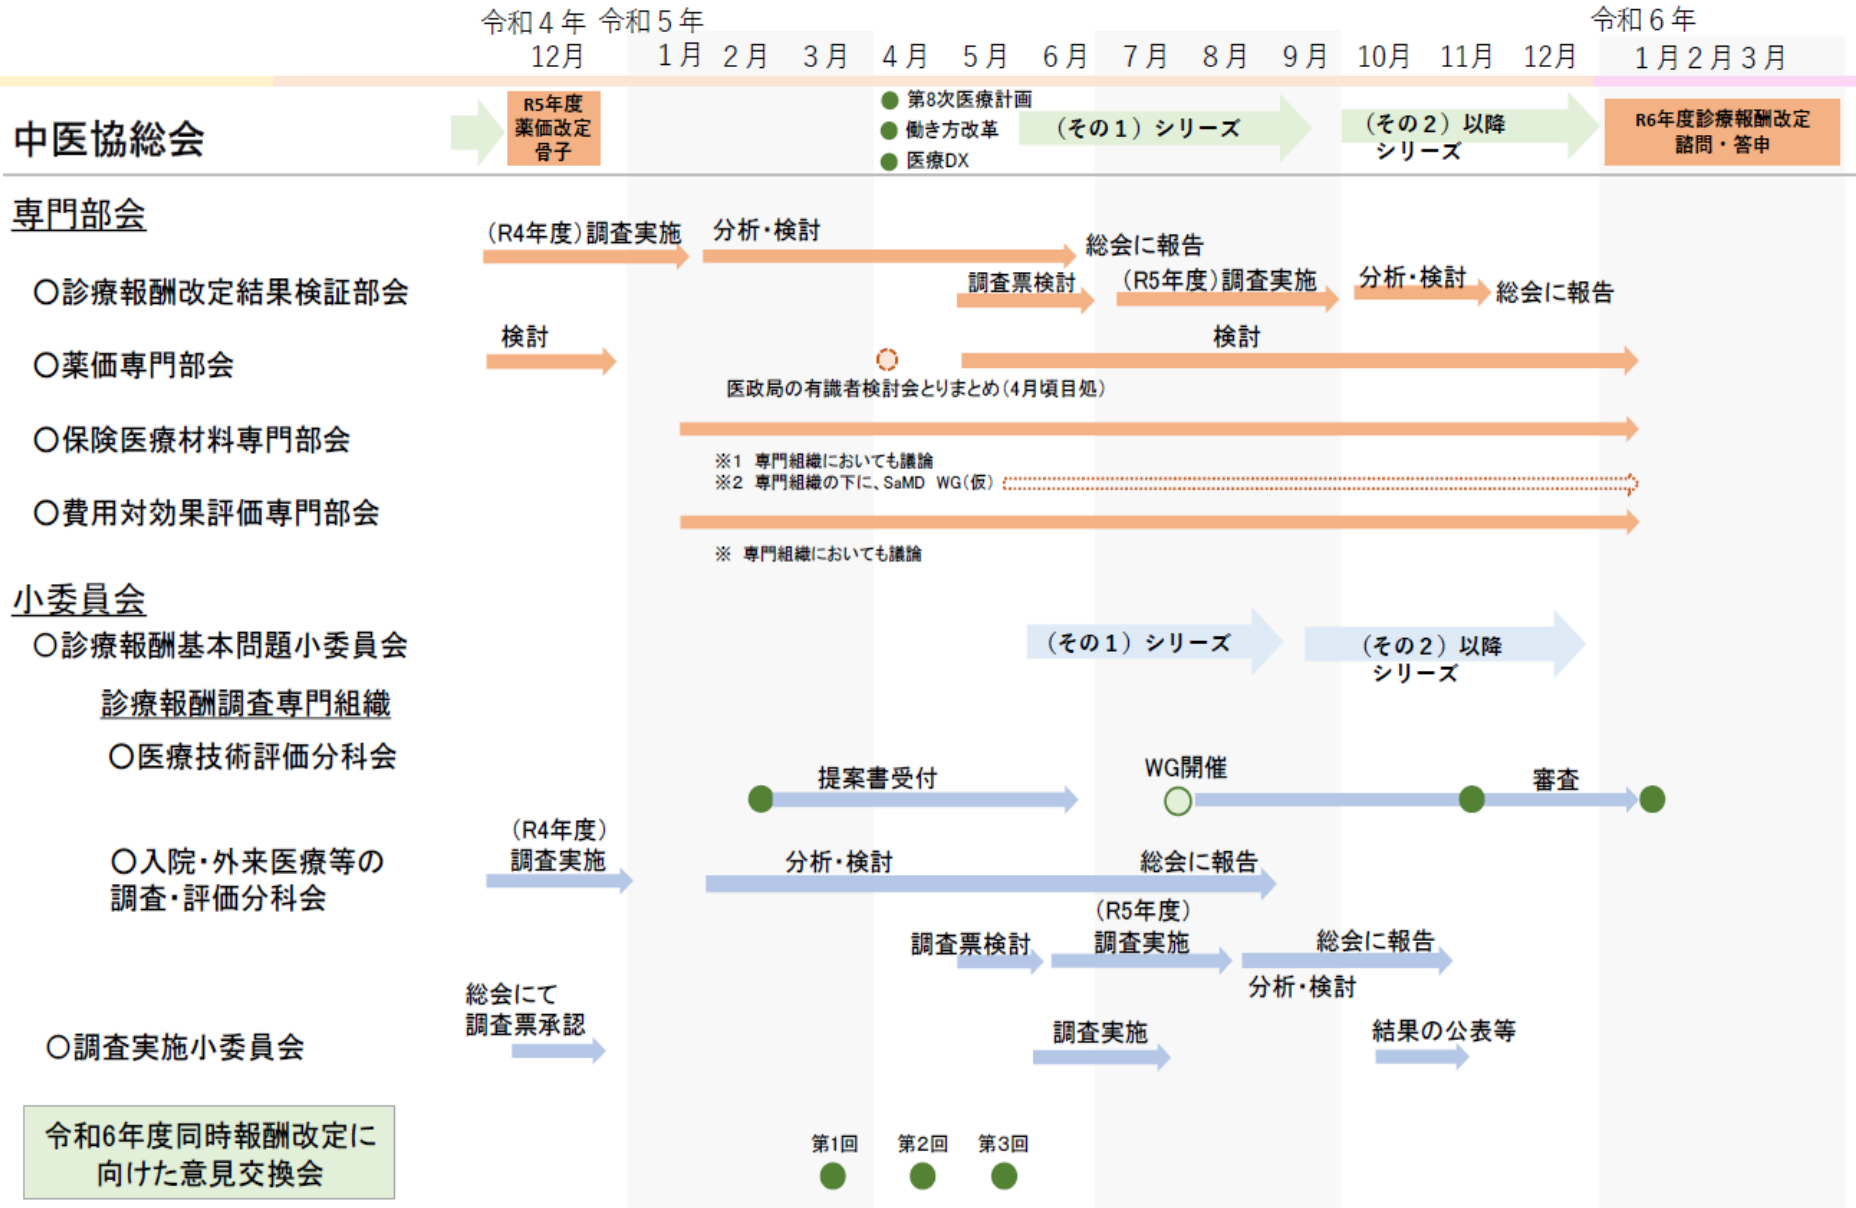 令和４年 令和５年 令和６年
12月 １月 ２月 ３月 ４月 ５月 ６月 ７月 ８月 ９月 10月 11月 12月 １月２月３月
中医協総会
R5年度
薬価改定
骨子
第8次医療計画
働き方改革
医療DX
（その１）シリーズ
（その２）以降
シリーズ
R6年度診療報酬改定
諮問・答申
専門部会
（R4年度）調査実施
分析・検討
総会に報告
〇診療報酬改定結果検証部会
調査票検討
（R5年度）調査実施
分析・検討
総会に報告
〇薬価専門部会
検討
検討
医政局の有識者検討会とりまとめ（4月頃目処）
〇保険医療材料専門部会
※1　専門組織においても議論
※2　専門組織の下に、SaMD　WG（仮）
〇費用対効果評価専門部会
※　専門組織においても議論
小委員会
〇診療報酬基本問題小委員会
（その１）シリーズ
（その２）以降
シリーズ
診療報酬調査専門組織
〇医療技術評価分科会
提案書受付
WG開催
審査
〇入院・外来医療等の
調査・評価分科会
（R4年度）
調査実施
分析・検討
総会に報告
調査票検討
（R5年度）
調査実施
総会に報告
分析・検討
〇調査実施小委員会
総会にて
調査票承認
調査実施
結果の公表等
令和6年度同時報酬改定に
向けた意見交換会
第1回
第2回
第3回